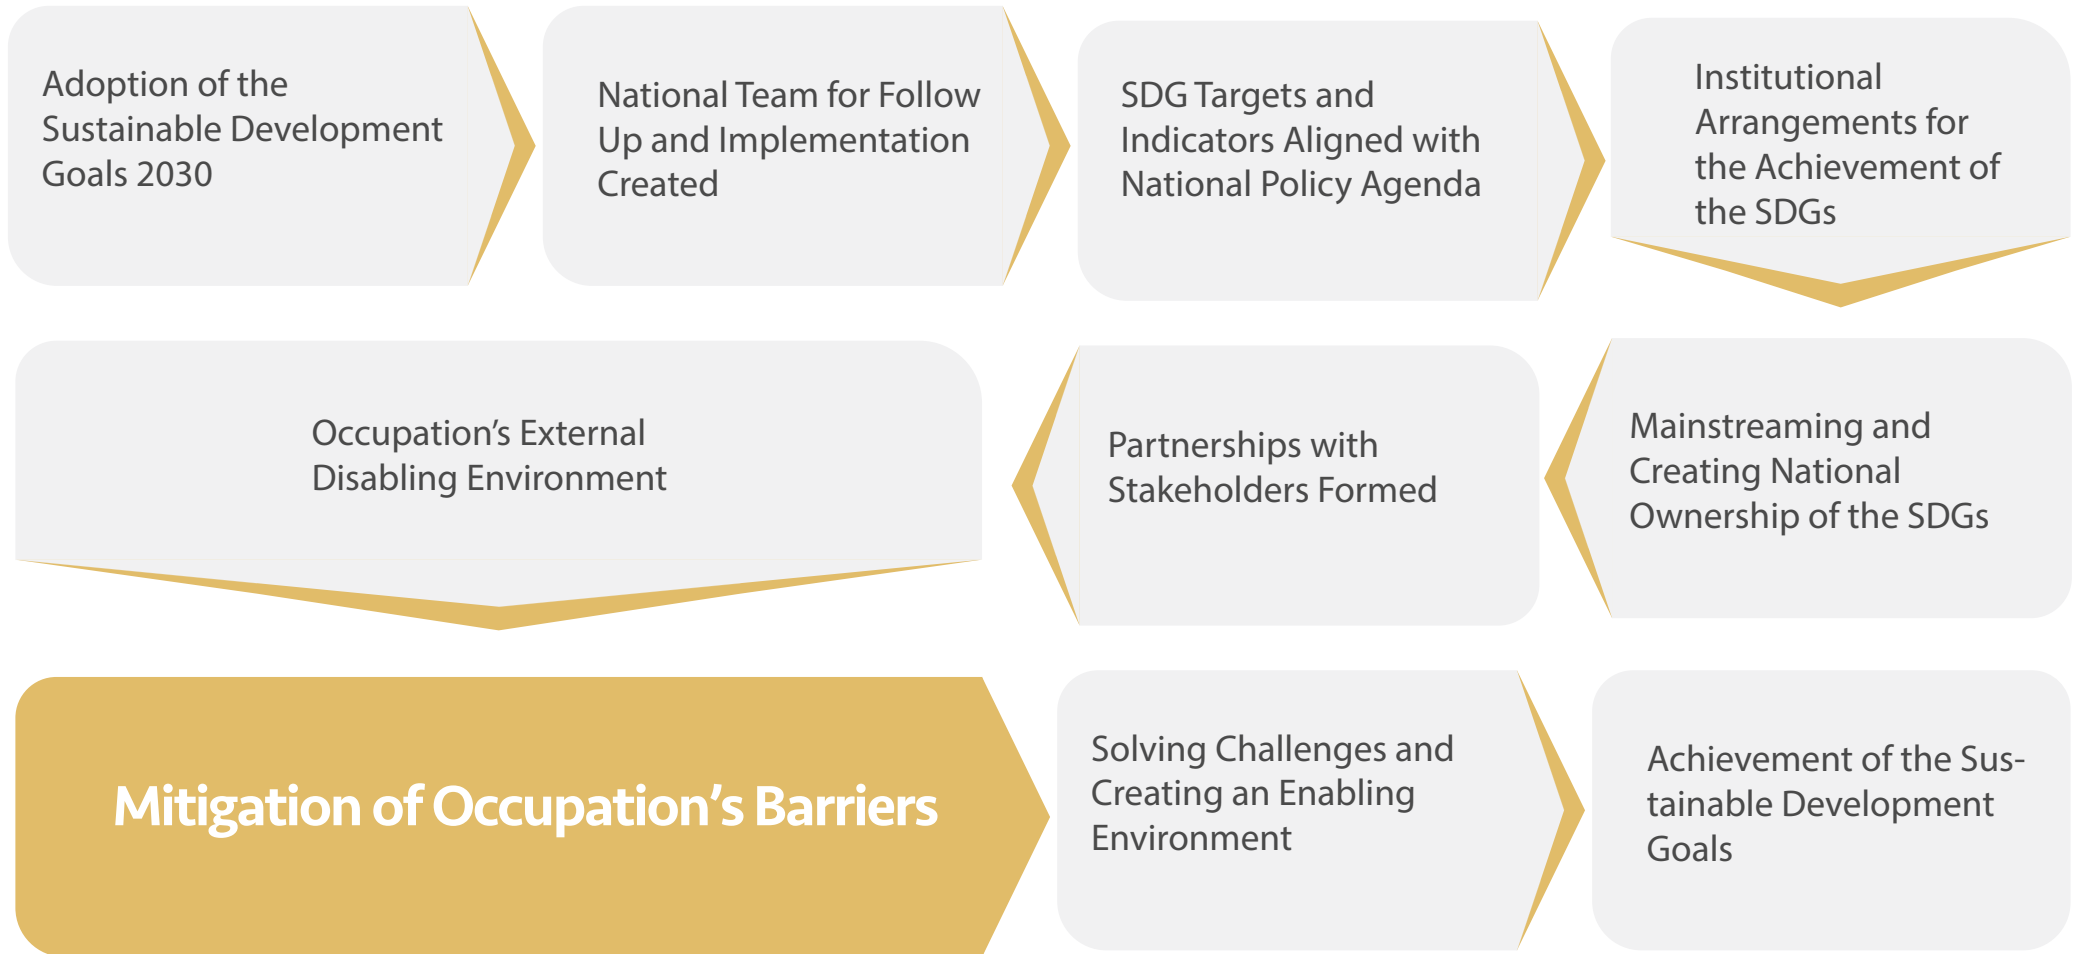 Adoption of the
Sustainable Development
Goals 2030
National Team for Follow
Up and Implementation
Created
SDG Targets and
Indicators Aligned with
National Policy Agenda
Institutional
Arrangements for
the Achievement of
the SDGs
Mainstreaming and
Creating National
Ownership of the SDGs
Partnerships with
Stakeholders Formed
Occupation’s External
Disabling Environment
Mitigation of Occupation’s Barriers
Solving Challenges and
Creating an Enabling
Environment
Achievement of the Sus-
tainable Development
Goals